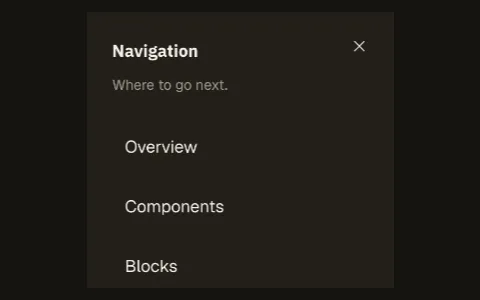 Navigation
Where to go next.
Overview
Components
Blocks